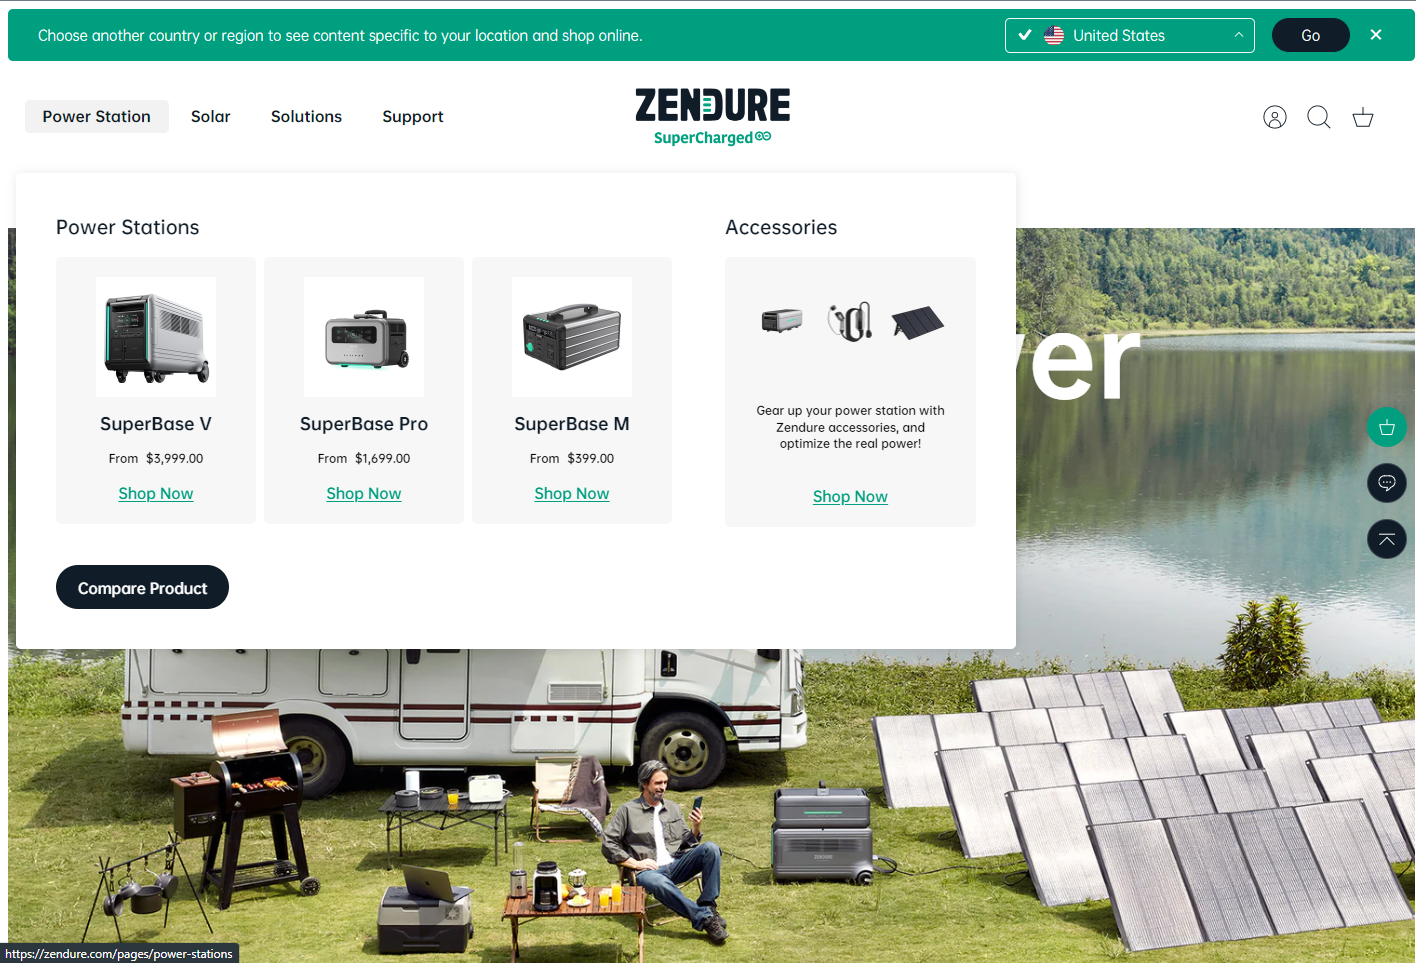 Choose another country or region to see content specific to your location and shop online.
United States
Go
Power Station
Solar
Solutions
Support
ZENDURE
SuperCharged
Power Stations
Accessories
SuperBase V
From $3,999.00
Shop Now
SuperBase Pro
From $1,699.00
Shop Now
SuperBase M
From $399.00
Shop Now
Gear up your power station with
Zendure accessories, and
optimize the real power!
Shop Now
Compare Product
ZENDURE
https://zendure.com/pages/power-stations